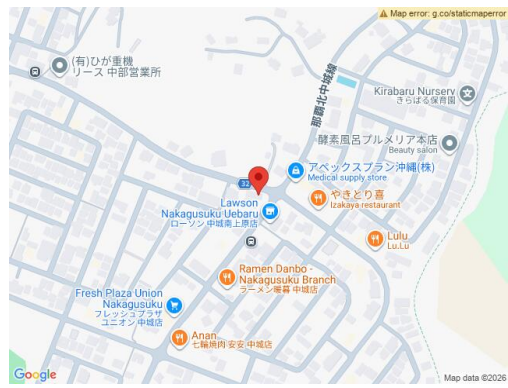 Map error: g.co/staticmaperror
(有)ひが重機
リース 中部営業所
那覇北中城線
Kirabaru Nursery
きらばる保育園
酵素風呂プルメリア本店
Beauty salon
32
アベックスプラン沖縄(株)
Medical supply store
やきとり喜
Izakaya restaurant
Lawson
Nakagusuku Uebaru
ローソン 中城南上原店
Lulu
Lu.Lu
Ramen Danbo -
Nakagusuku Branch
ラーメン暖暮 中城店
Fresh Plaza Union
Nakagusuku
フレッシュプラザ
ユニオン 中城店
Anan
七輪焼肉 安安 中城店
Google
Map data ©2026